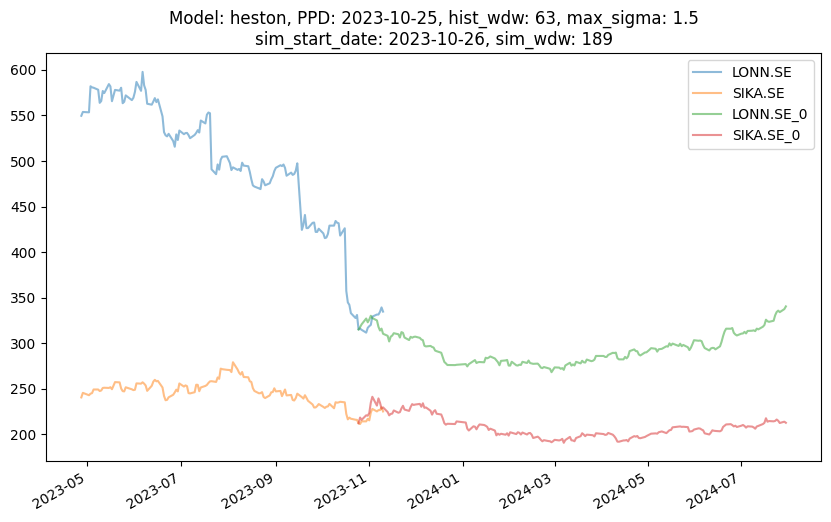 Model: heston, PPD: 2023-10-25, hist_wdw: 63, max_sigma: 1.5
sim_start_date: 2023-10-26, sim_wdw: 189
LONN.SE
SIKA.SE
LONN.SE_0
SIKA.SE_0
600
550
500
450
400
350
300
250
200
2023-05
2023-07
2023-09
2023-11
2024-01
2024-03
2024-05
2024-07